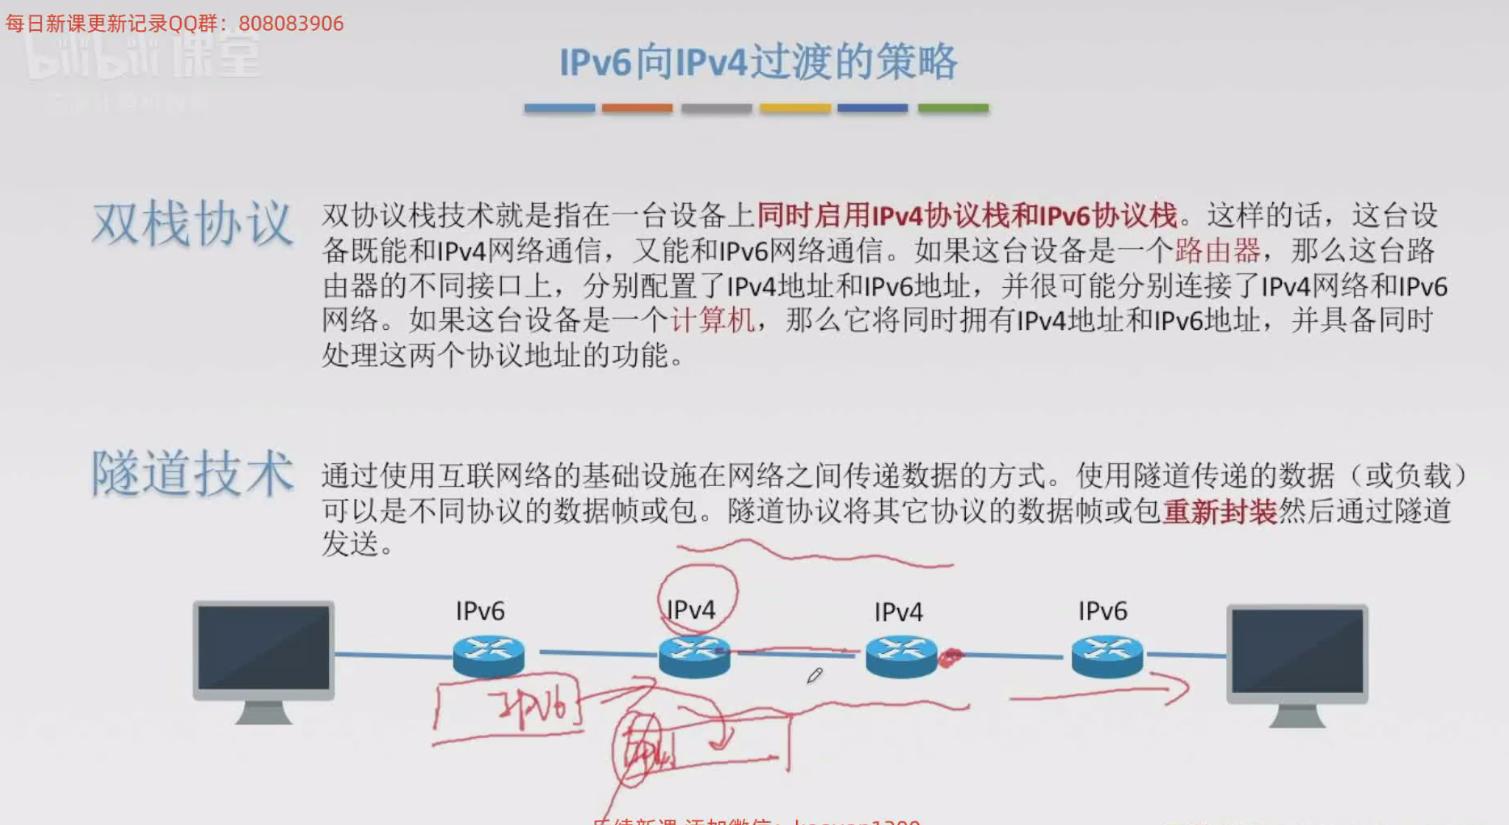 每日新课更新记录QQ群：808083906
bilibili课堂
IPv6向IPv4过渡的策略
双栈协议
双协议栈技术就是指在一台设备上同时启用IPv4协议栈和IPv6协议栈。这样的话，这台设
备既能和IPv4网络通信，又能和IPv6网络通信。如果这台设备是一个路由器，那么这台路
由器的不同接口上，分别配置了IPv4地址和IPv6地址，并很可能分别连接了IPv4网络和IPv6
网络。如果这台设备是一个计算机，那么它将同时拥有IPv4地址和IPv6地址，并具备同时
处理这两个协议地址的功能。
隧道技术
通过使用互联网络的基础设施在网络之间传递数据的方式。使用隧道传递的数据（或负载）
可以是不同协议的数据帧或包。隧道协议将其它协议的数据帧或包重新封装然后通过隧道
发送。
IPv6 IPv4 IPv4 IPv6
IPV6